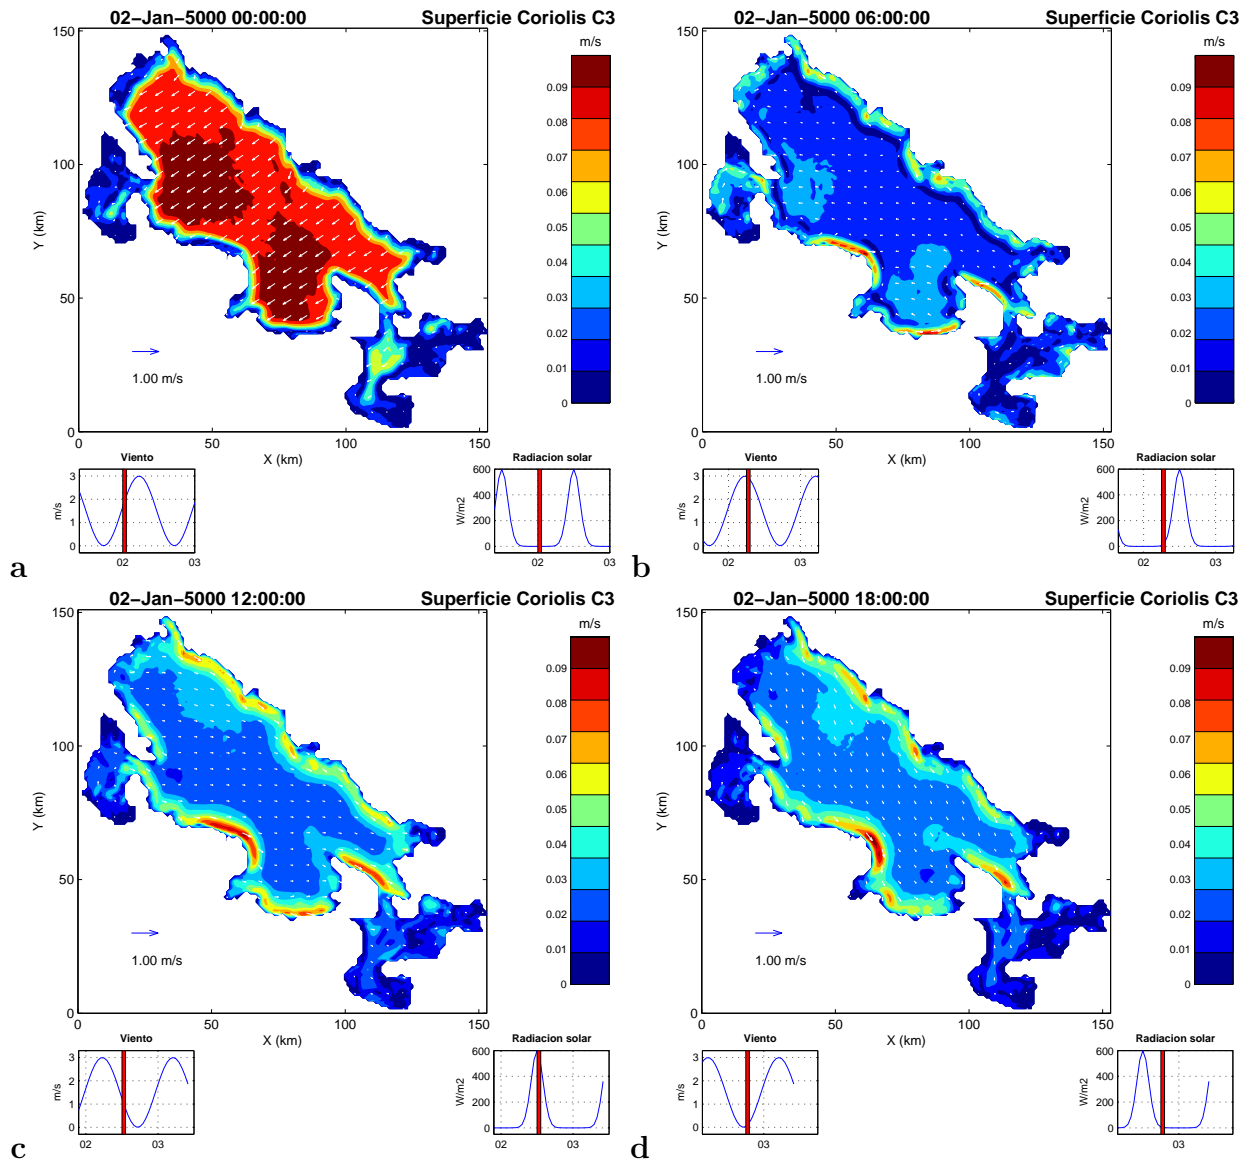 02−Jan−5000 00:00:00 Superficie Coriolis C3
m/s
150
100
50
0
Y (km)
0 50 100 150
X (km)
1.00 m/s
0.09
0.08
0.07
0.06
0.05
0.04
0.03
0.02
0.01
0
Viento
3
2
1
0
m/s
02 03
Radiacion solar
600
400
200
0
W/m2
02 03
a
02−Jan−5000 06:00:00 Superficie Coriolis C3
m/s
150
100
50
0
Y (km)
0 50 100 150
X (km)
1.00 m/s
0.09
0.08
0.07
0.06
0.05
0.04
0.03
0.02
0.01
0
Viento
3
2
1
0
m/s
02 03
Radiacion solar
600
400
200
0
W/m2
02 03
b
02−Jan−5000 12:00:00 Superficie Coriolis C3
m/s
150
100
50
0
Y (km)
0 50 100 150
X (km)
1.00 m/s
0.09
0.08
0.07
0.06
0.05
0.04
0.03
0.02
0.01
0
Viento
3
2
1
0
m/s
02 03
Radiacion solar
600
400
200
0
W/m2
02 03
c
02−Jan−5000 18:00:00 Superficie Coriolis C3
m/s
150
100
50
0
Y (km)
0 50 100 150
X (km)
1.00 m/s
0.09
0.08
0.07
0.06
0.05
0.04
0.03
0.02
0.01
0
Viento
3
2
1
0
m/s
03
Radiacion solar
600
400
200
0
W/m2
03
d